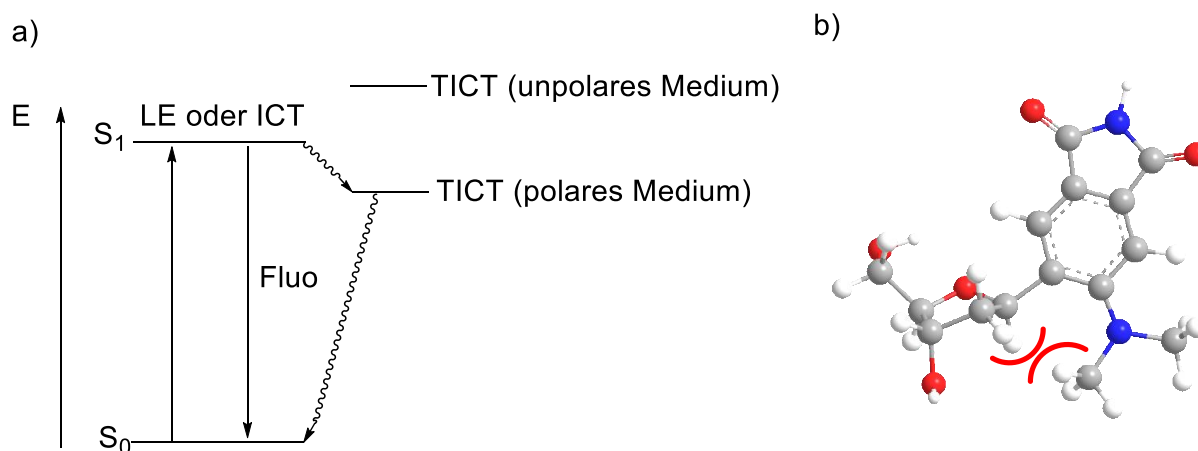 a)
b)
TICT (unpolares Medium)
E
LE oder ICT
S₁
TICT (polares Medium)
Fluo
S₀